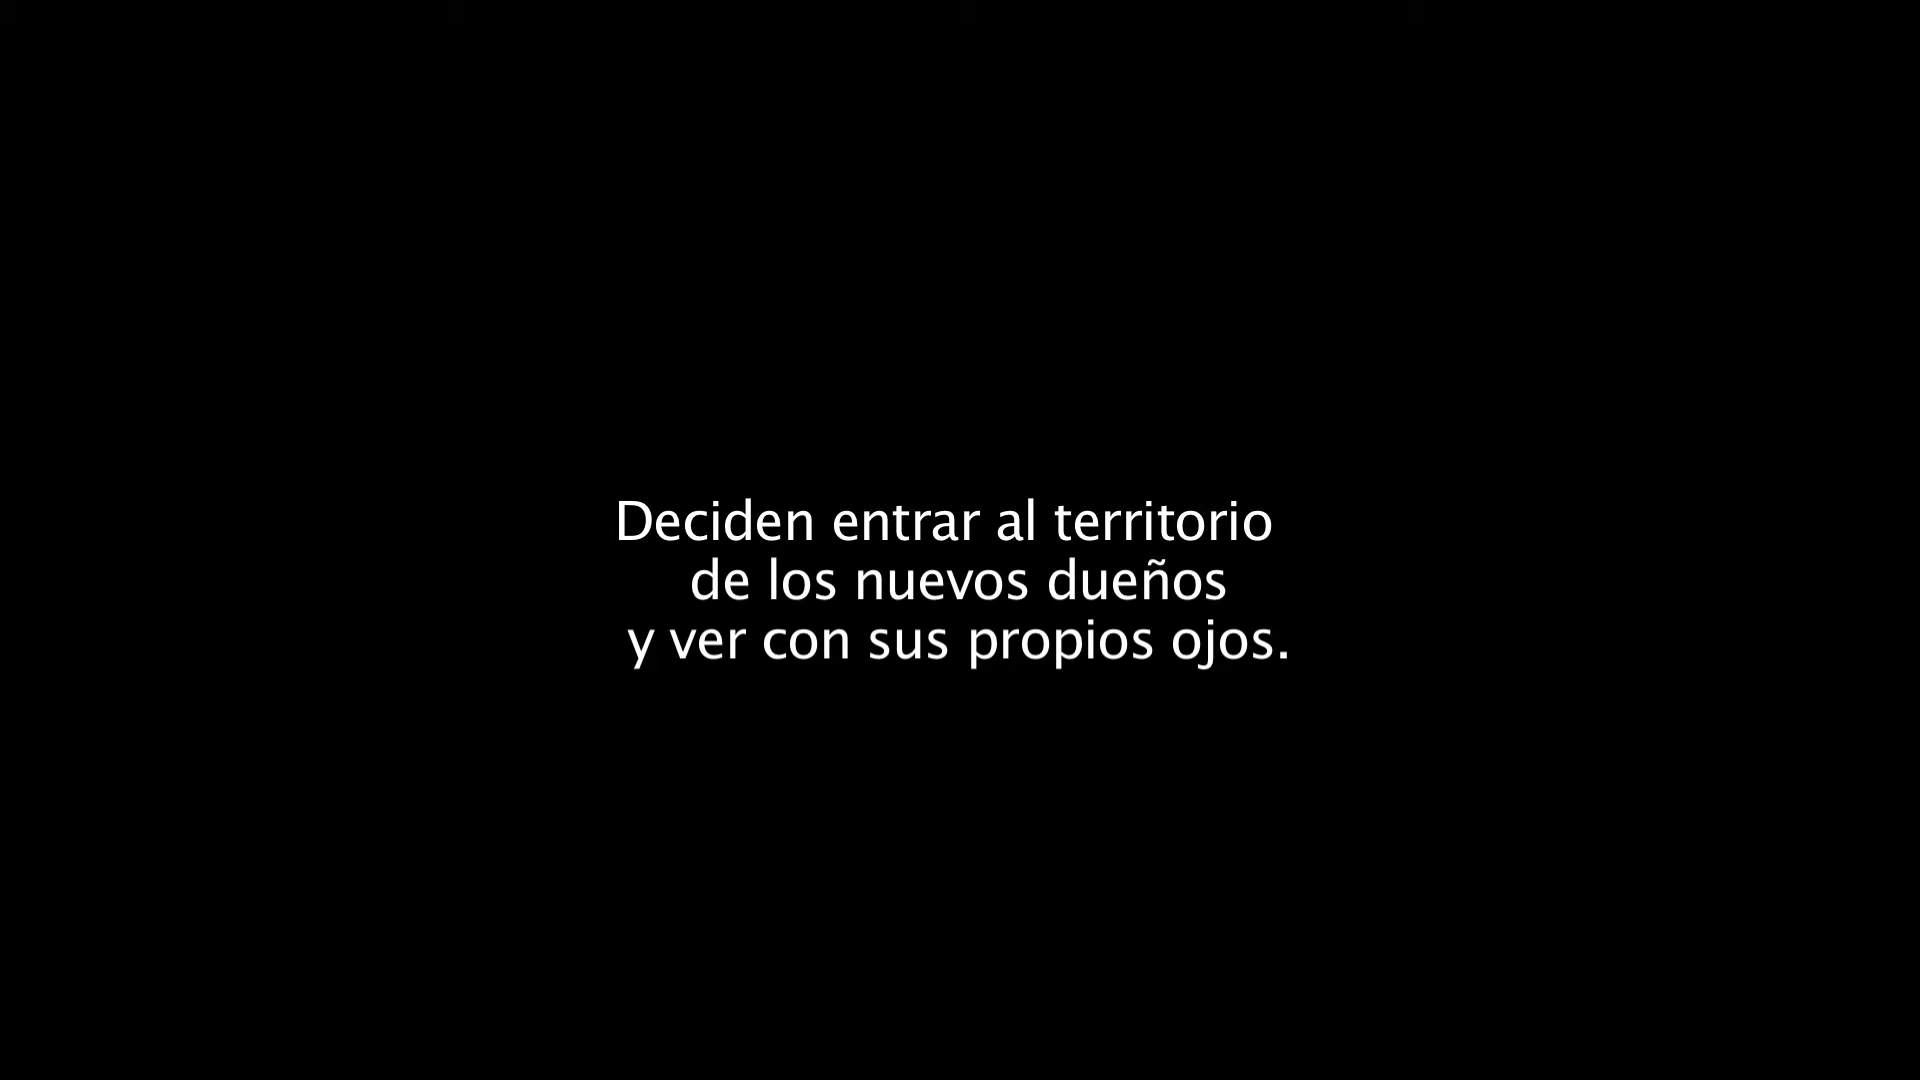 Deciden entrar al territorio
de los nuevos dueños
y ver con sus propios ojos.